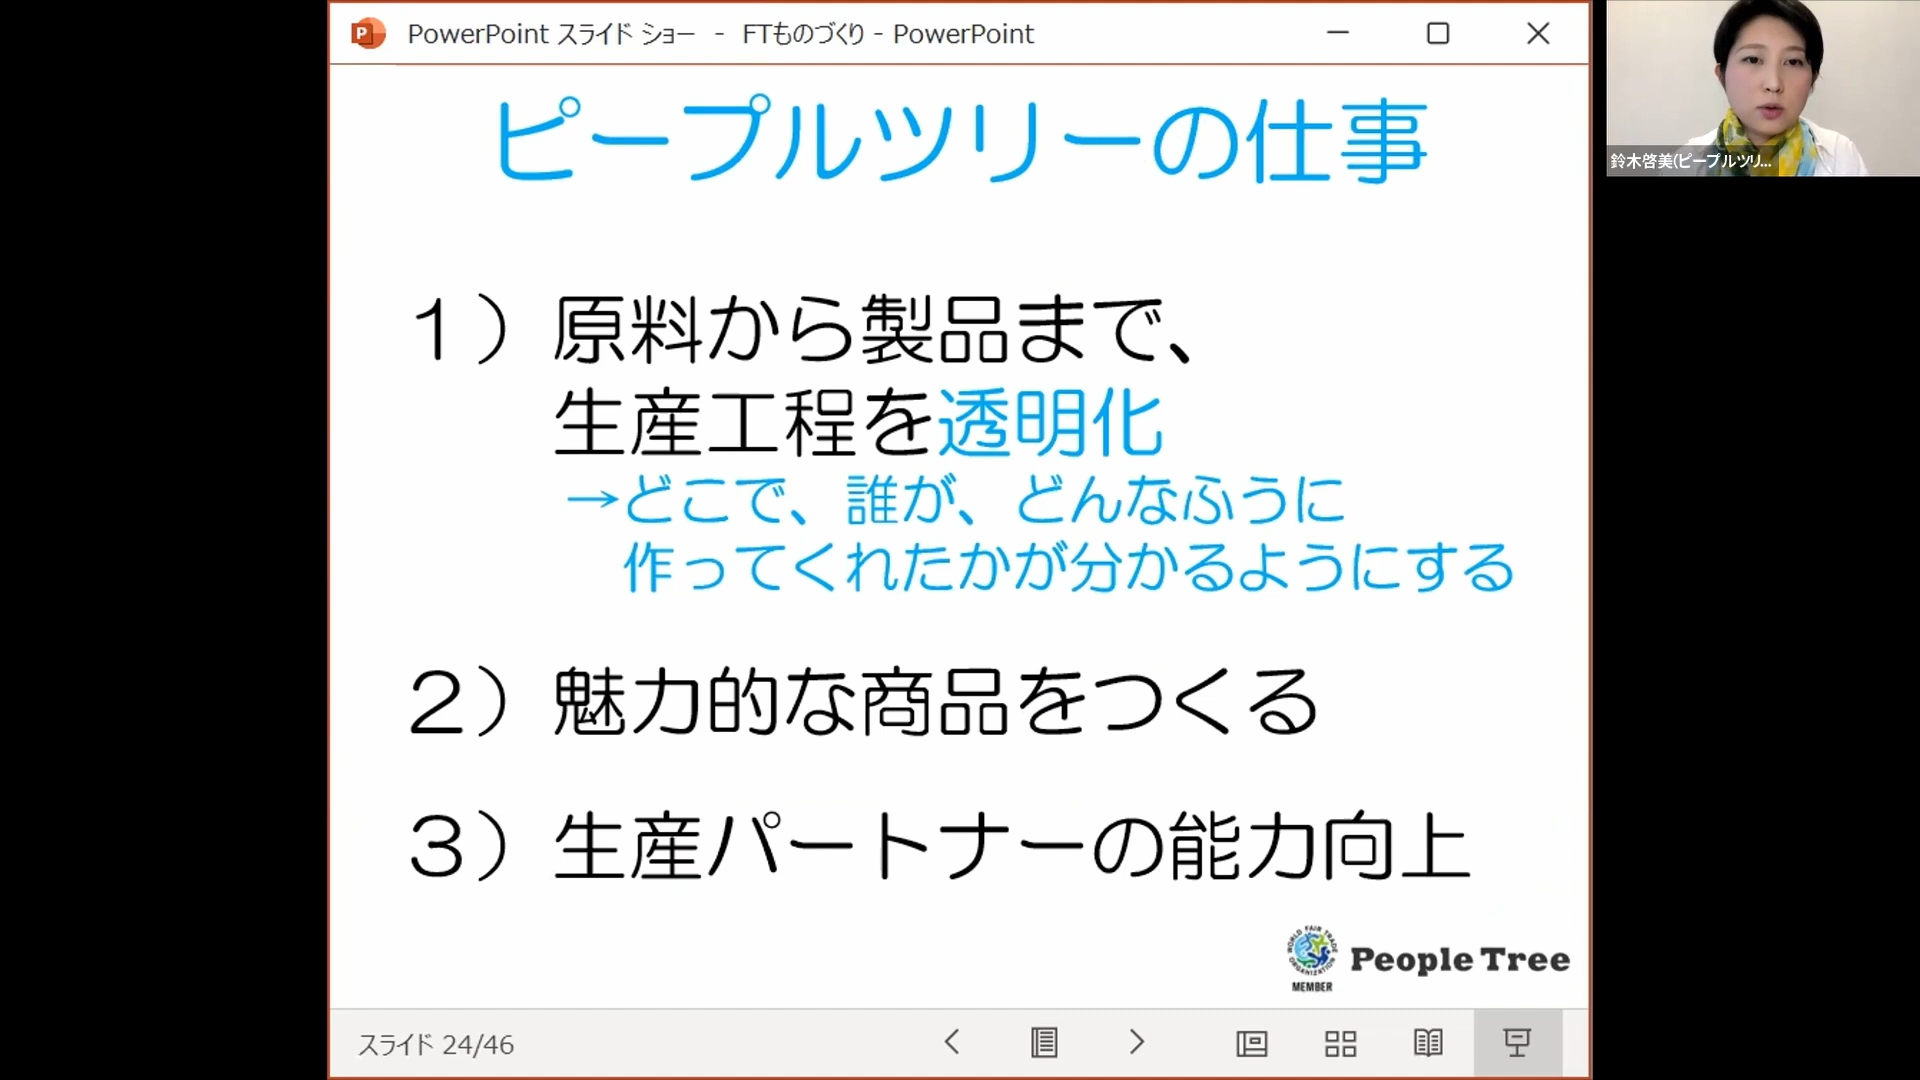 PowerPoint スライド ショー - FTものづくり - PowerPoint
鈴木啓美(ピープルツリ...
ピープルツリーの仕事
１）原料から製品まで、
生産工程を透明化
→どこで、誰が、どんなふうに
作ってくれたかが分かるようにする
２）魅力的な商品をつくる
３）生産パートナーの能力向上
WORLD FAIR TRADE ORGANIZATION
MEMBER
People Tree
スライド 24/46